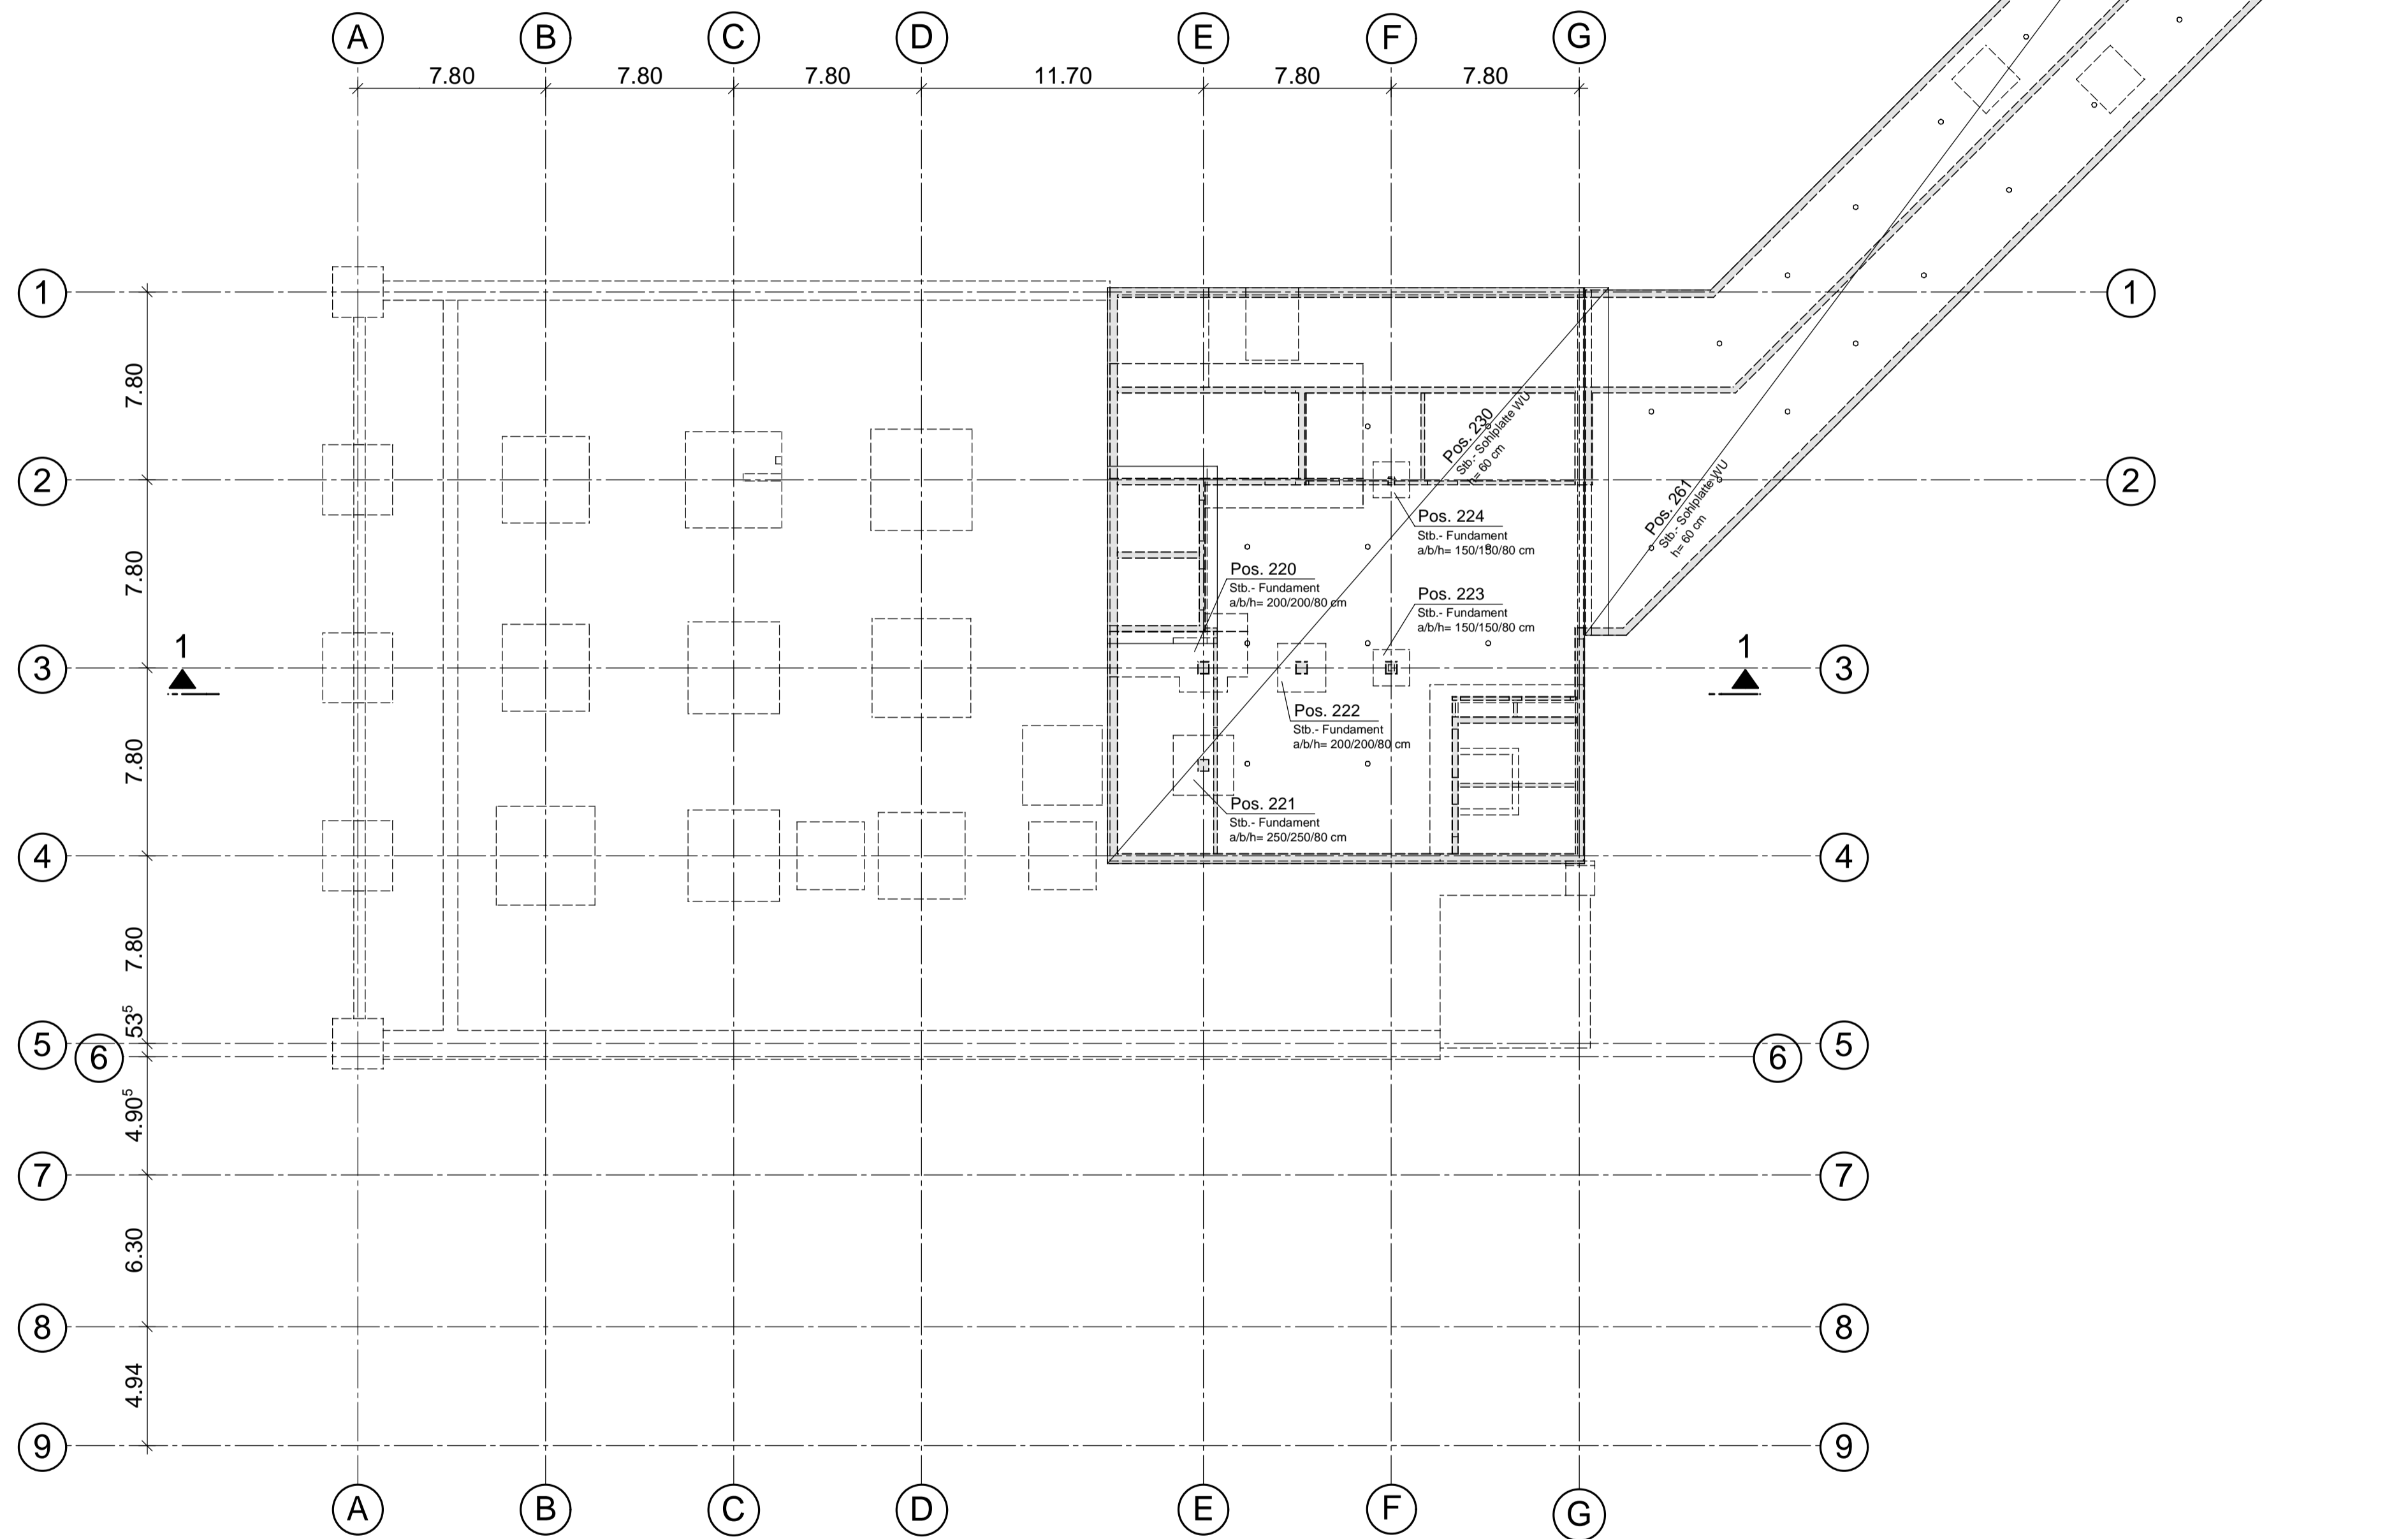 A B C D E F G
7.80 7.80 7.80 11.70 7.80 7.80
1 1
7.80
Pos. 230
Stb.- Sohlplatte WU
h= 60 cm
2 2
Pos. 261
Stb.- Sohlplatte WU
h= 60 cm
Pos. 224
Stb.- Fundament
a/b/h= 150/150/80 cm
7.80
Pos. 220
Stb.- Fundament
a/b/h= 200/200/80 cm
Pos. 223
Stb.- Fundament
a/b/h= 150/150/80 cm
1 1
3 3
Pos. 222
Stb.- Fundament
a/b/h= 200/200/80 cm
7.80
Pos. 221
Stb.- Fundament
a/b/h= 250/250/80 cm
4 4
7.80
53⁵
5 5
6 6
4.90⁵
7 7
6.30
8 8
4.94
9 9
A B C D E F G